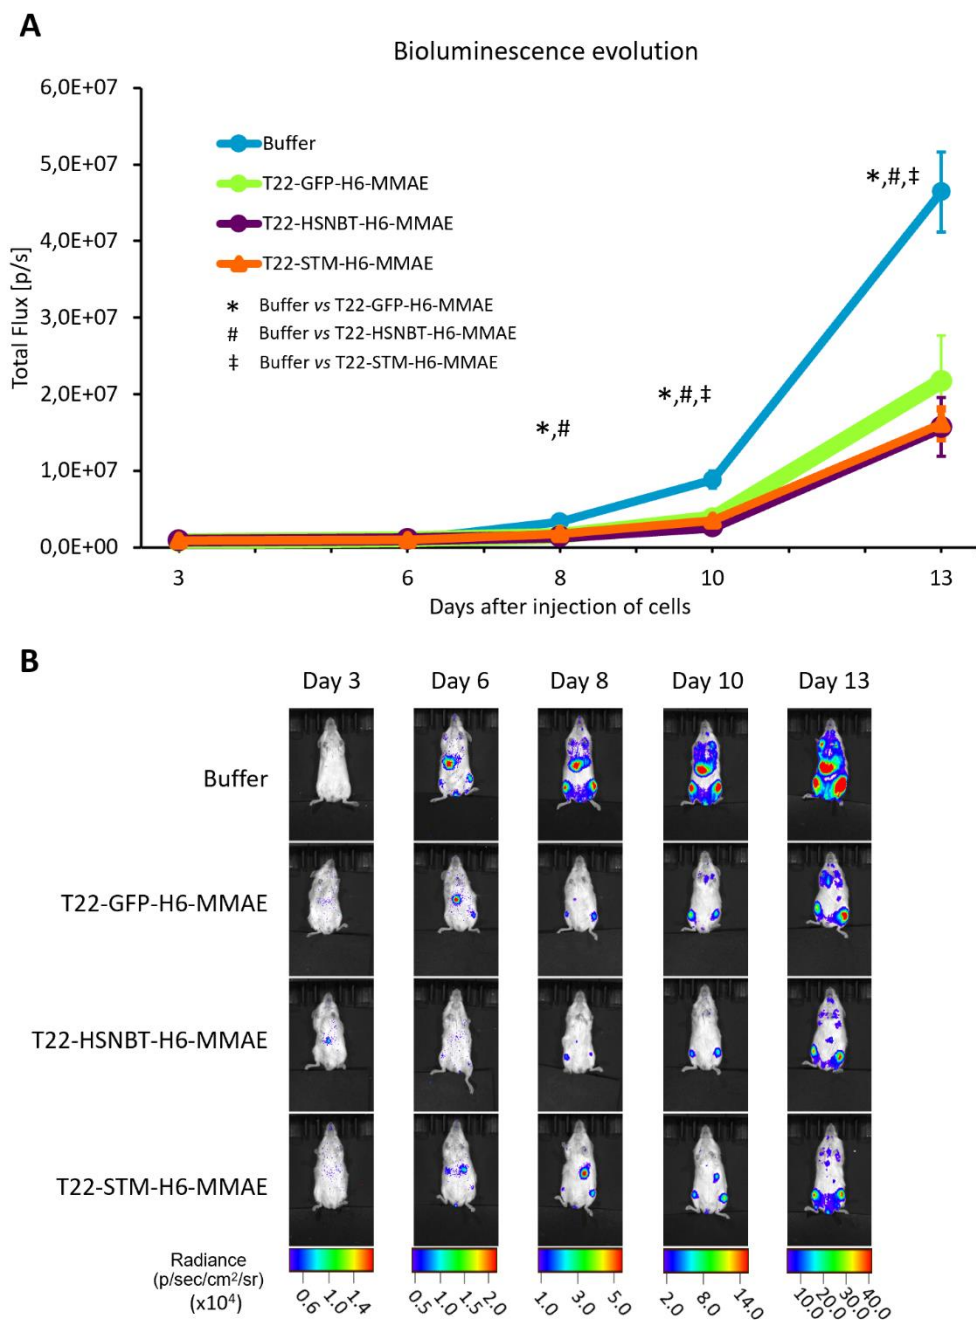 A
Bioluminescence evolution
6,0E+07
5,0E+07
4,0E+07
3,0E+07
2,0E+07
1,0E+07
0,0E+00
Total Flux [p/s]
Buffer
T22-GFP-H6-MMAE
T22-HSNBT-H6-MMAE
T22-STM-H6-MMAE
* Buffer vs T22-GFP-H6-MMAE
# Buffer vs T22-HSNBT-H6-MMAE
‡ Buffer vs T22-STM-H6-MMAE
*,#
*,#,‡
*,#,‡
3 6 8 10 13
Days after injection of cells
B
Day 3 Day 6 Day 8 Day 10 Day 13
Buffer
T22-GFP-H6-MMAE
T22-HSNBT-H6-MMAE
T22-STM-H6-MMAE
Radiance
(p/sec/cm²/sr)
(x10⁴)
0.6 1.0 1.4
0.5 1.0 1.5 2.0
1.0 3.0 5.0
2.0 8.0 14.0
10.0 20.0 30.0 40.0